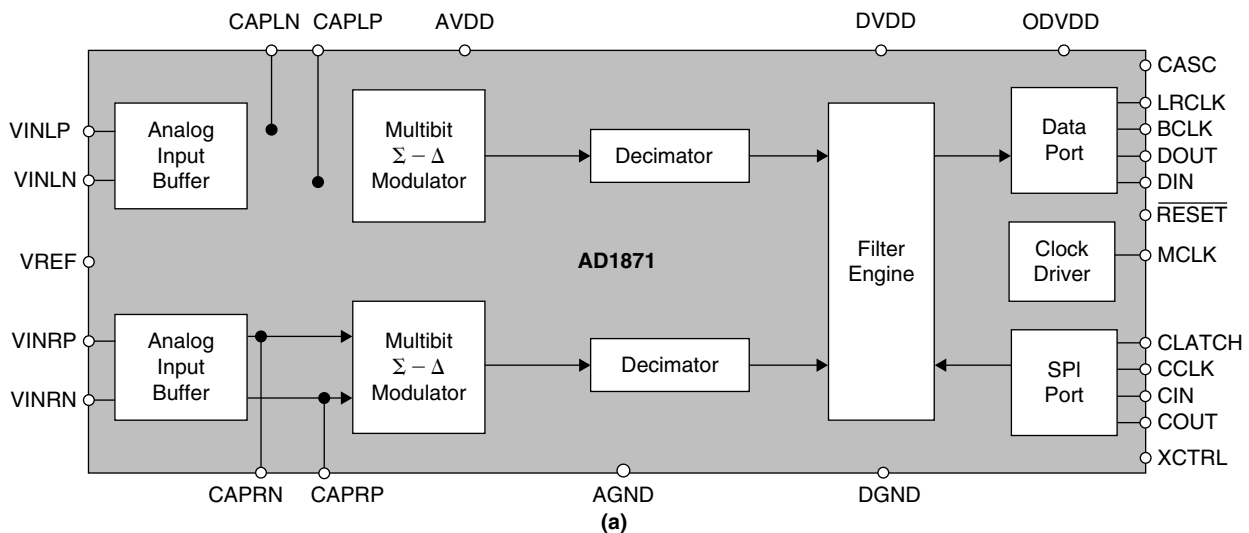 CAPLN CAPLP AVDD DVDD ODVDD
CASC
LRCLK
BCLK
DOUT
DIN
RESET
MCLK
CLATCH
CCLK
CIN
COUT
XCTRL
VINLP
VINLN
VREF
VINRP
VINRN
Analog
Input
Buffer
Multibit
Σ – Δ
Modulator
Decimator
Filter
Engine
Data
Port
Clock
Driver
SPI
Port
AD1871
Analog
Input
Buffer
Multibit
Σ – Δ
Modulator
Decimator
CAPRN CAPRP AGND DGND
(a)